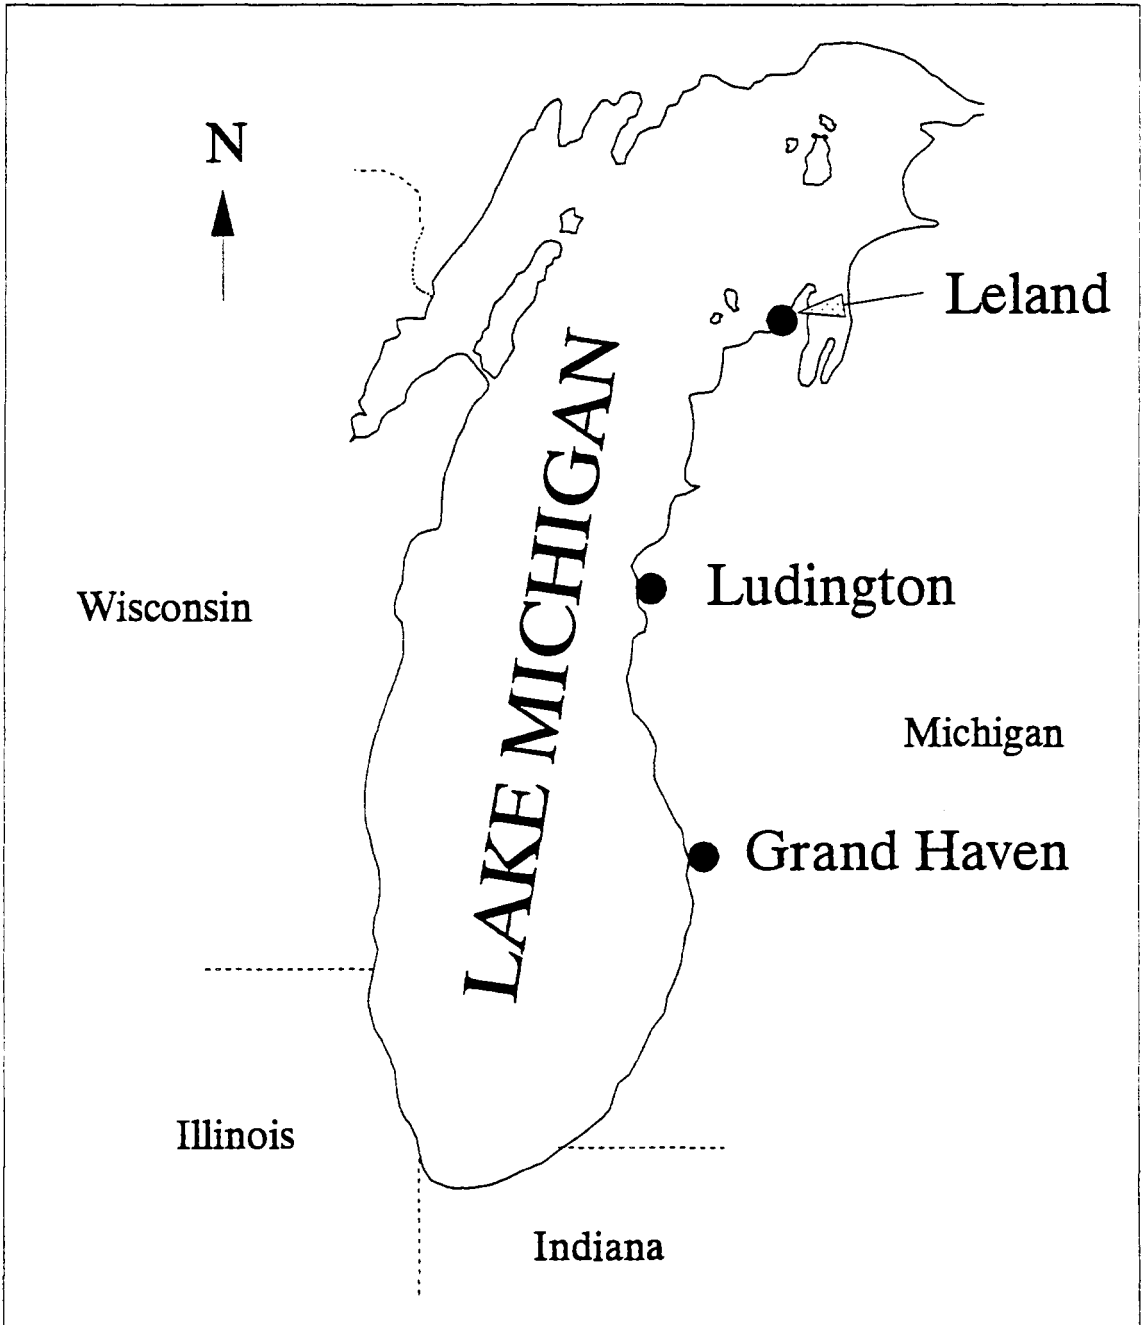 N
Leland
LAKE MICHIGAN
Ludington
Wisconsin
Michigan
Grand Haven
Illinois
Indiana